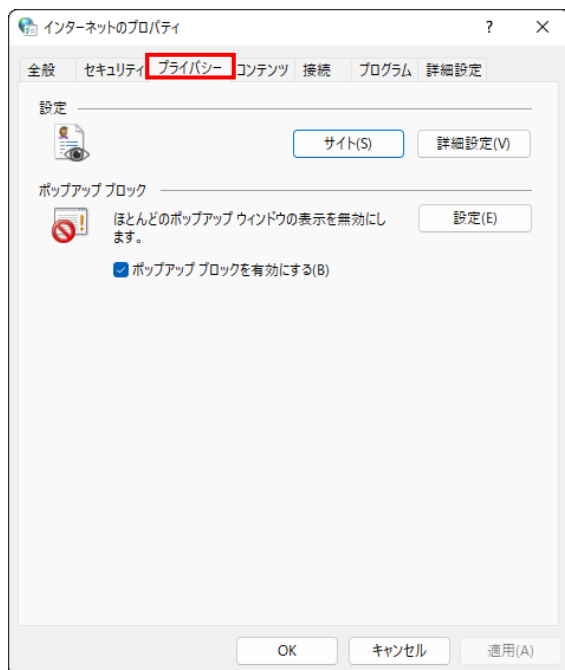 インターネットのプロパティ ? ×
全般 セキュリティ プライバシー コンテンツ 接続 プログラム 詳細設定
設定
サイト(S) 詳細設定(V)
ポップアップ ブロック
ほとんどのポップアップ ウィンドウの表示を無効にし 設定(E)
ます。
ポップアップ ブロックを有効にする(B)
OK キャンセル 適用(A)